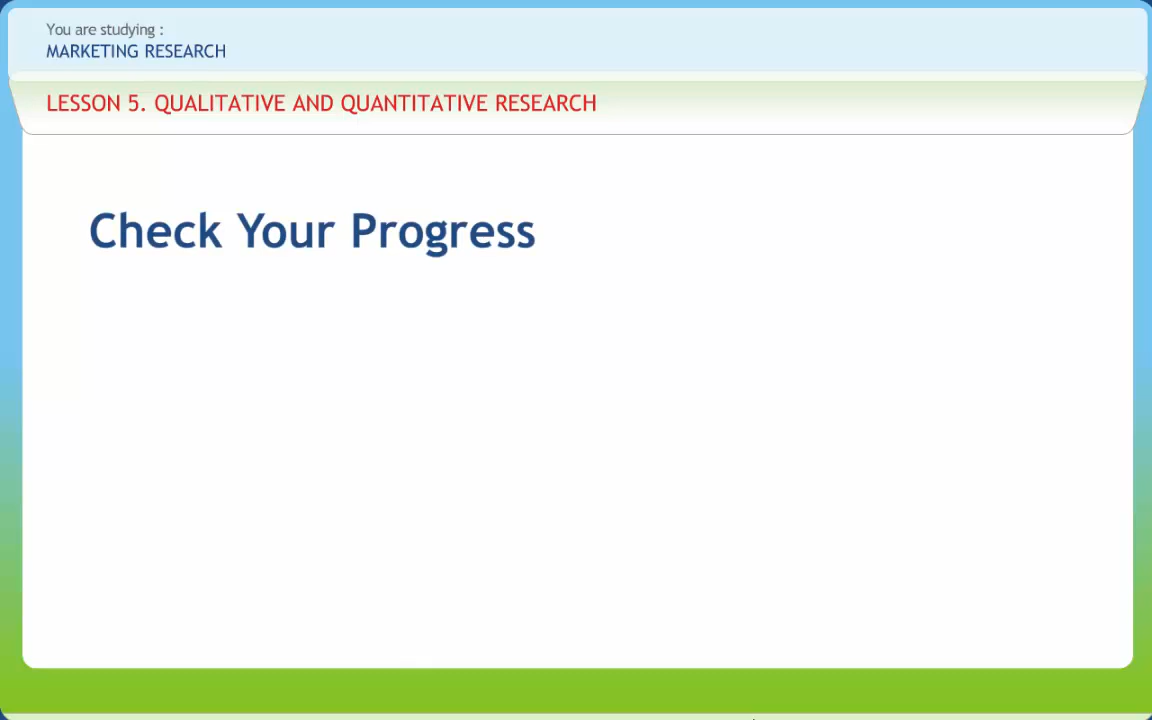 You are studying :
MARKETING RESEARCH
LESSON 5. QUALITATIVE AND QUANTITATIVE RESEARCH
Check Your Progress